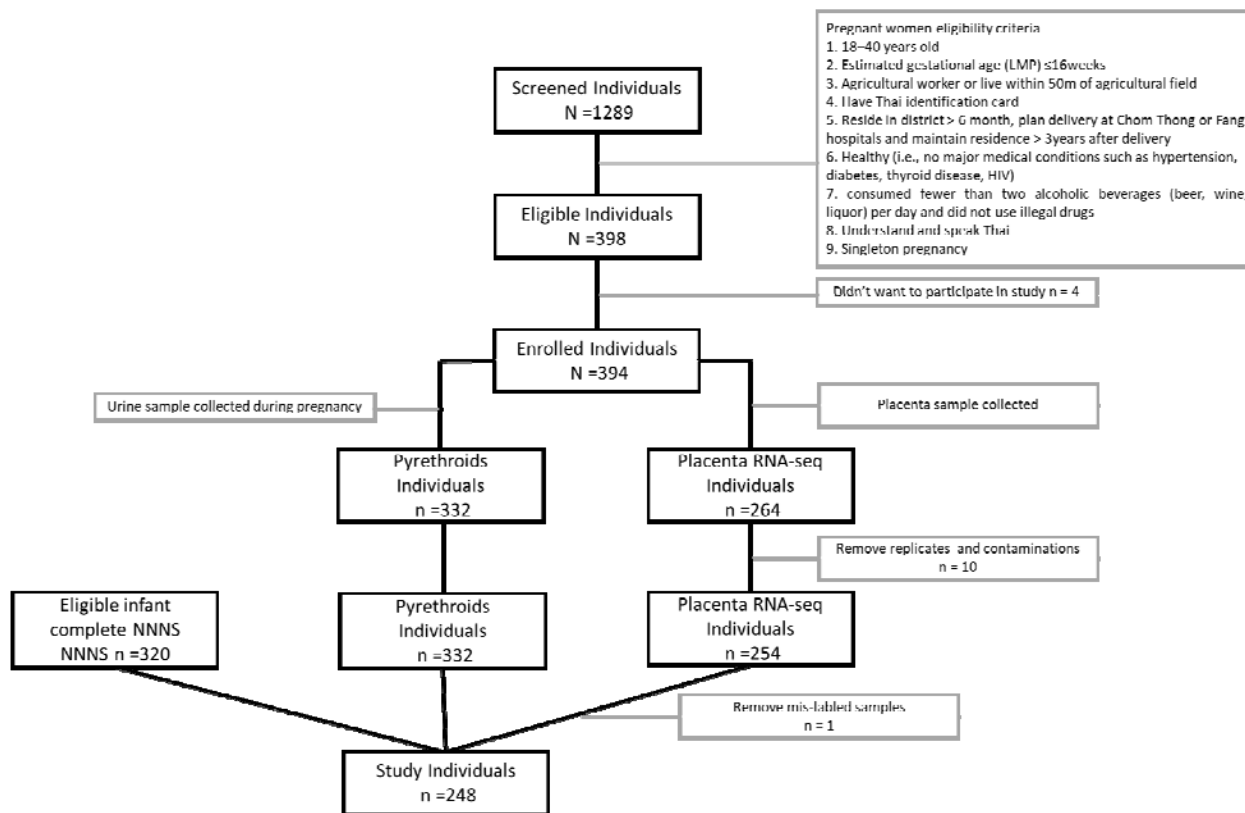 Pregnant women eligibility criteria
1. 18–40 years old
2. Estimated gestational age (LMP) ≤16weeks
3. Agricultural worker or live within 50m of agricultural field
4. Have Thai identification card
5. Reside in district > 6 month, plan delivery at Chom Thong or Fang
hospitals and maintain residence > 3years after delivery
6. Healthy (i.e., no major medical conditions such as hypertension,
diabetes, thyroid disease, HIV)
7. consumed fewer than two alcoholic beverages (beer, wine,
liquor) per day and did not use illegal drugs
8. Understand and speak Thai
9. Singleton pregnancy
Screened Individuals
N =1289
Eligible Individuals
N =398
Didn't want to participate in study n = 4
Enrolled Individuals
N =394
Urine sample collected during pregnancy
Placenta sample collected
Pyrethroids
Individuals
n =332
Placenta RNA-seq
Individuals
n =264
Remove replicates and contaminations
n = 10
Eligible infant
complete NNNS
NNNS n =320
Pyrethroids
Individuals
n =332
Placenta RNA-seq
Individuals
n =254
Remove mis-labled samples
n = 1
Study Individuals
n =248